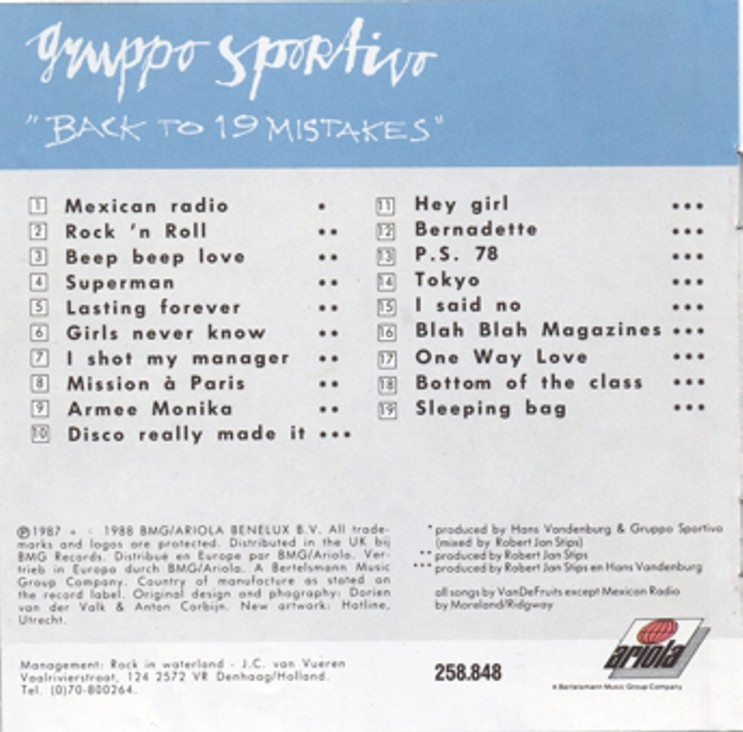 gruppo sportivo
"BACK TO 19 MISTAKES"
1 Mexican radio •
2 Rock 'n Roll ••
3 Beep beep love ••
4 Superman ••
5 Lasting forever ••
6 Girls never know ••
7 I shot my manager ••
8 Mission à Paris ••
9 Armee Monika ••
10 Disco really made it •••
11 Hey girl •••
12 Bernadette •••
13 P.S. 78 •••
14 Tokyo •••
15 I said no •••
16 Blah Blah Magazines •••
17 One Way Love •••
18 Bottom of the class •••
19 Sleeping bag •••
℗1987 + 1988 BMG/ARIOLA BENELUX B.V. All trade-
marks and logos are protected. Distributed in the UK bij
BMG Records. Distribué en Europe par BMG/Ariola. Ver-
trieb in Europa durch BMG/Ariola. A Bertelsmann Music
Group Company. Country of manufacture as stated on
the record label. Original design and phography: Dorien
van der Valk & Anton Corbijn. New artwork: Hotline,
Utrecht.
* produced by Hans Vandenburg & Gruppo Sportivo
(mixed by Robert Jan Stips)
** produced by Robert Jan Stips
*** produced by Robert Jan Stips en Hans Vandenburg
all songs by VanDeFruits except Mexican Radio
by Moreland/Ridgway
Management: Rock in waterland - J.C. van Vueren
Vaalrivierstraat, 124 2572 VR Denhaag/Holland.
Tel. (0)70-800264.
258.848
ariola
A Bertelsmann Music Group Company